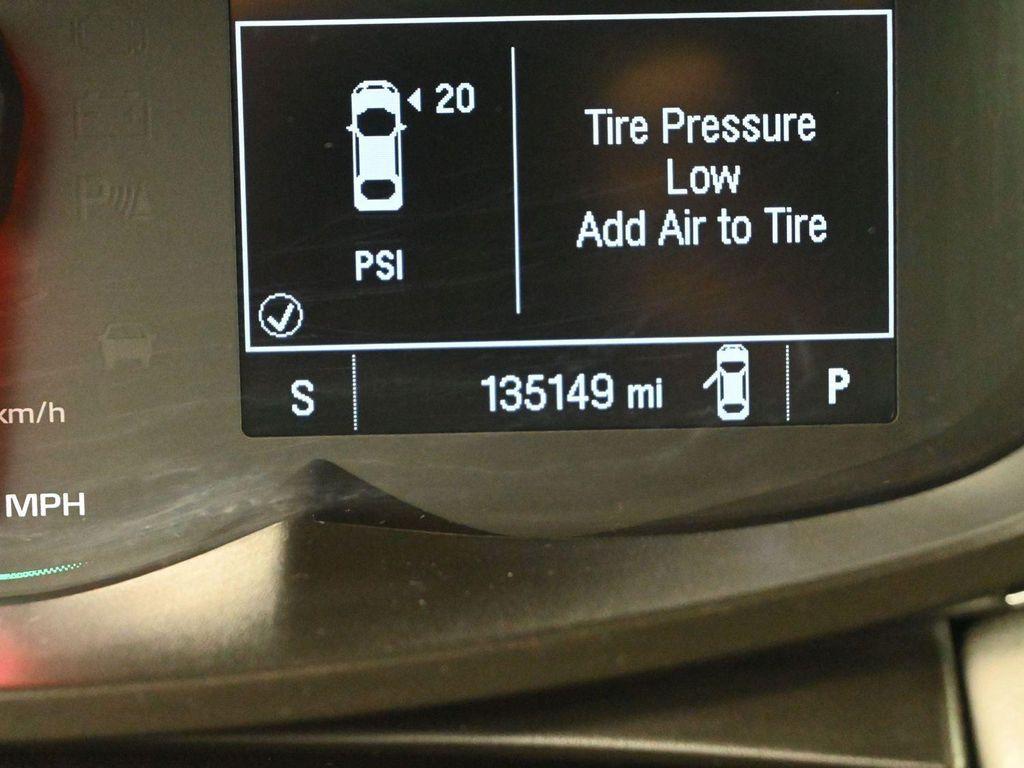 20
Tire Pressure
Low
Add Air to Tire
PSI
S
135149 mi
P
km/h
MPH